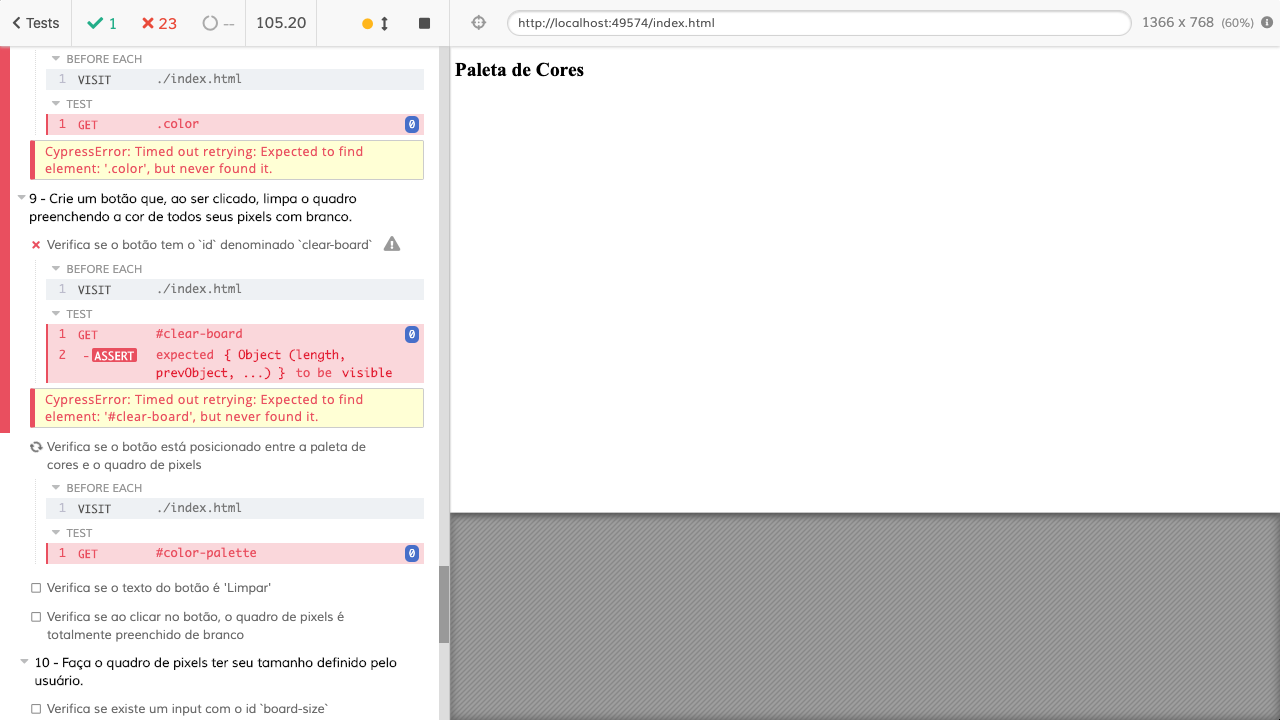 Tests 1 23 -- 105.20 http://localhost:49574/index.html 1366 x 768 (60%)
BEFORE EACH
1 VISIT ./index.html
TEST
1 GET .color 0
CypressError: Timed out retrying: Expected to find
element: '.color', but never found it.
9 - Crie um botão que, ao ser clicado, limpa o quadro
preenchendo a cor de todos seus pixels com branco.
Verifica se o botão tem o `id` denominado `clear-board`
BEFORE EACH
1 VISIT ./index.html
TEST
1 GET #clear-board 0
2 -ASSERT expected { Object (length,
prevObject, ...) } to be visible
CypressError: Timed out retrying: Expected to find
element: '#clear-board', but never found it.
Verifica se o botão está posicionado entre a paleta de
cores e o quadro de pixels
BEFORE EACH
1 VISIT ./index.html
TEST
1 GET #color-palette 0
Verifica se o texto do botão é 'Limpar'
Verifica se ao clicar no botão, o quadro de pixels é
totalmente preenchido de branco
10 - Faça o quadro de pixels ter seu tamanho definido pelo
usuário.
Verifica se existe um input com o id `board-size`
Paleta de Cores